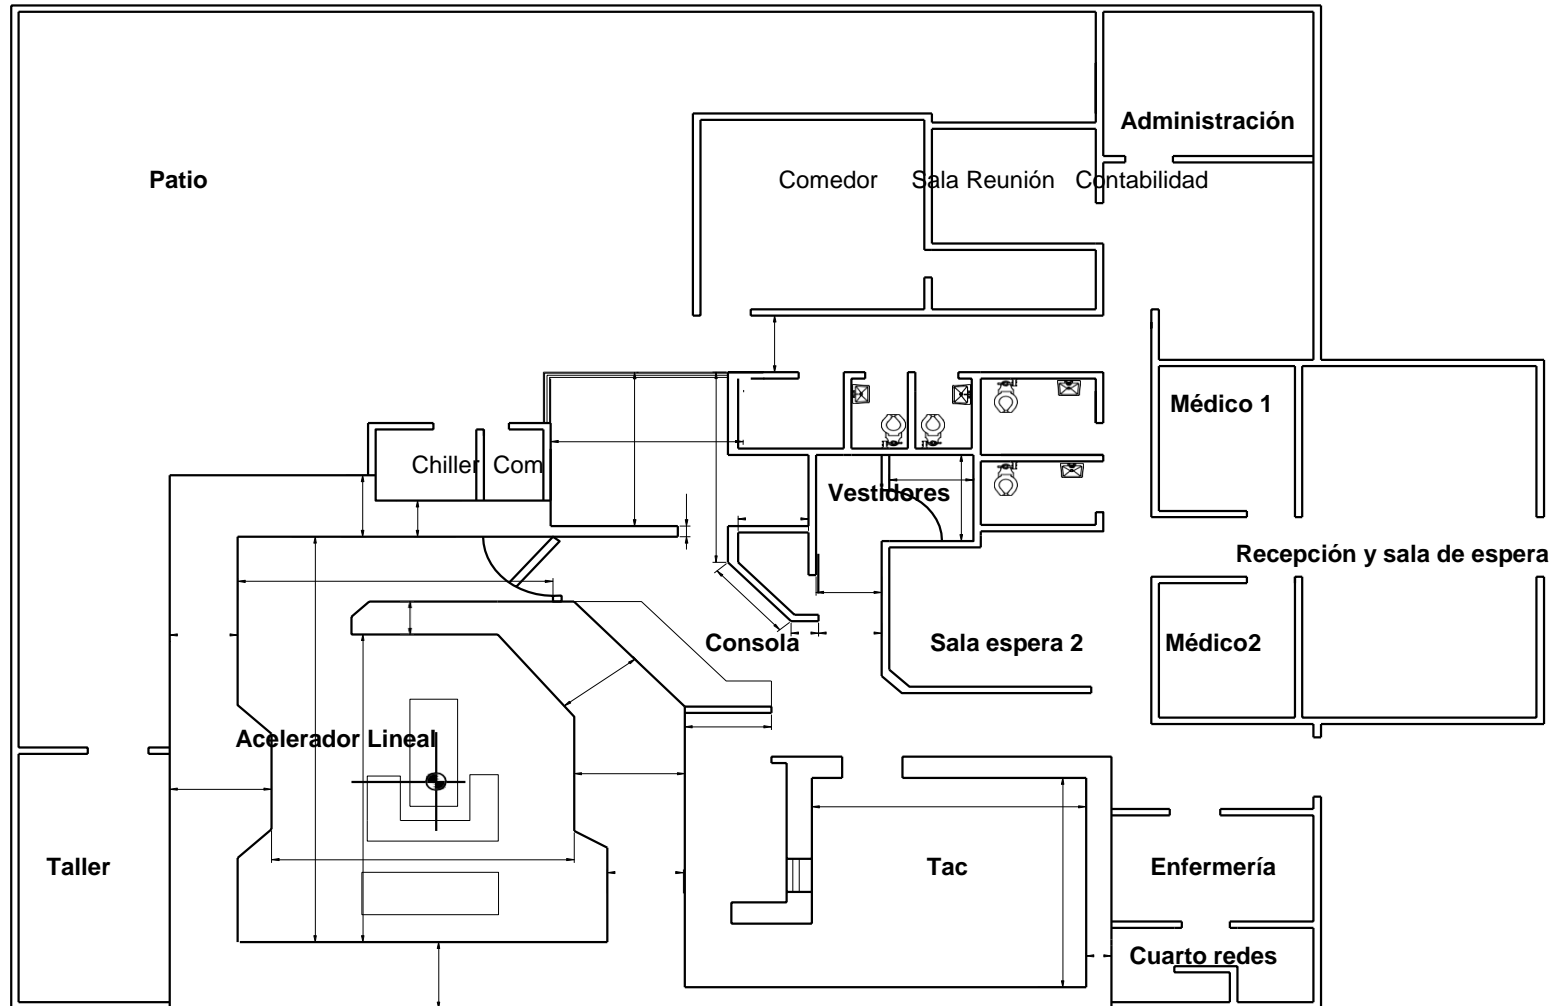 Administración
Patio
Comedor
Sala Reunión
Contabilidad
Médico 1
Chiller
Com
Vestidores
Recepción y sala de espera
Consola
Sala espera 2
Médico2
Acelerador Lineal
Taller
Tac
Enfermería
Cuarto redes